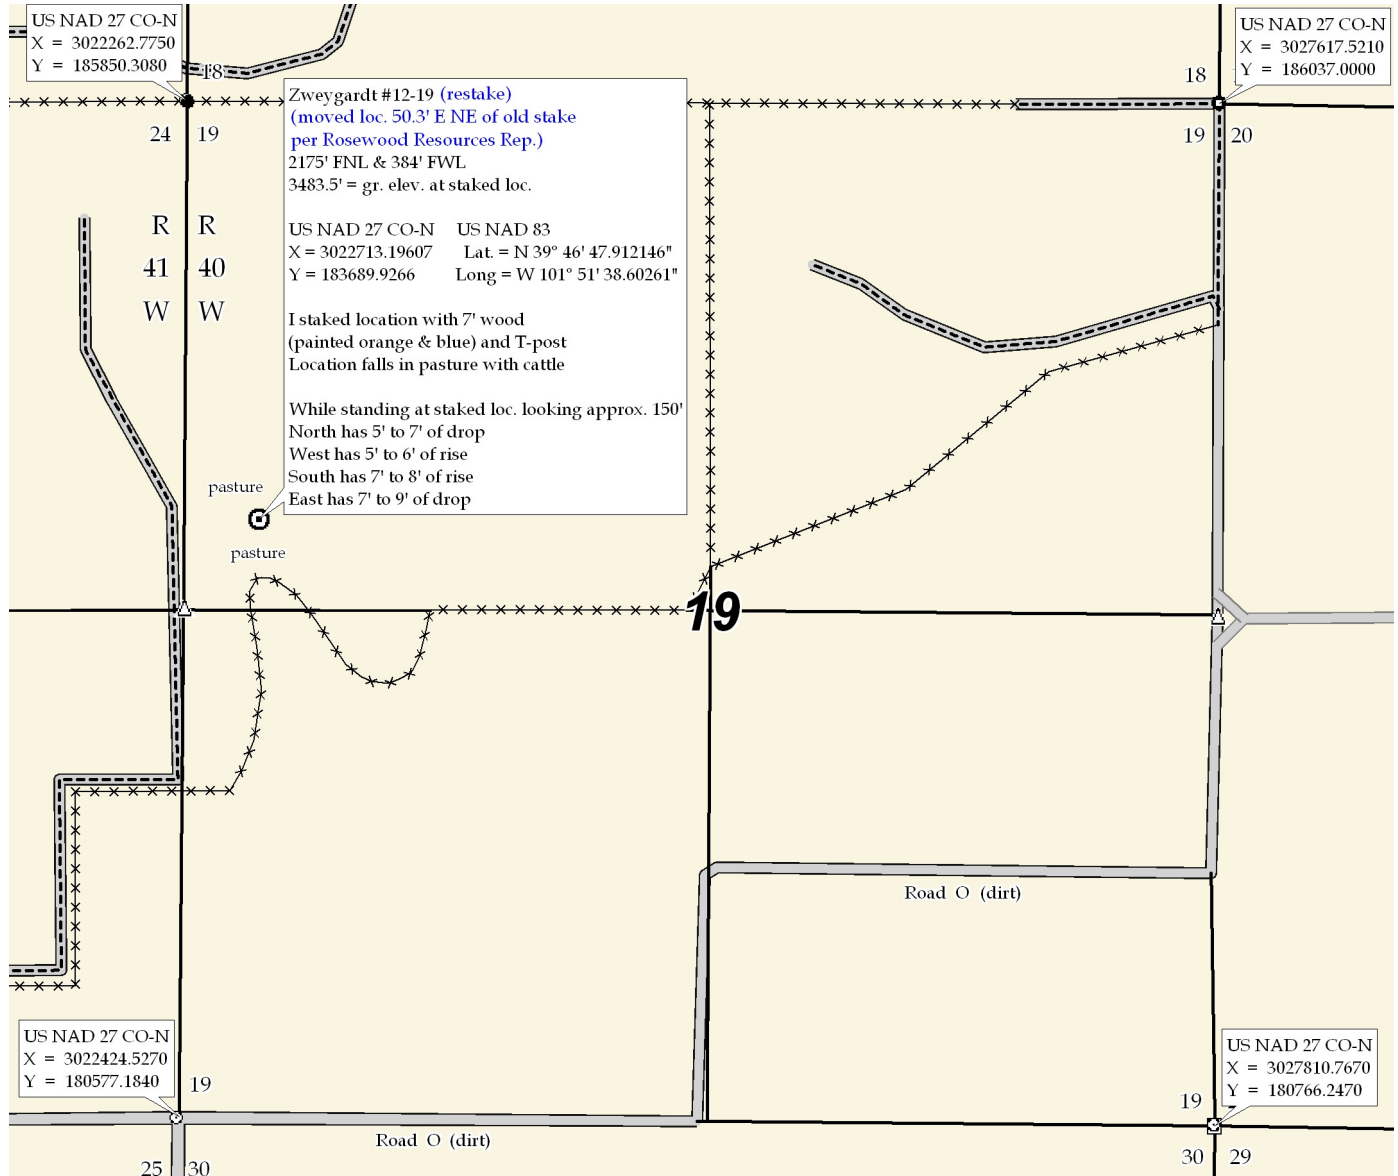 US NAD 27 CO-N
X = 3022262.7750
Y = 185850.3080
US NAD 27 CO-N
X = 3027617.5210
Y = 186037.0000
18
18
24 19
19 20
Zweygardt #12-19 (restake)
(moved loc. 50.3' E NE of old stake
per Rosewood Resources Rep.)
2175' FNL & 384' FWL
3483.5' = gr. elev. at staked loc.
US NAD 27 CO-N US NAD 83
X = 3022713.19607 Lat. = N 39° 46' 47.912146"
Y = 183689.9266 Long = W 101° 51' 38.60261"
I staked location with 7' wood
(painted orange & blue) and T-post
Location falls in pasture with cattle
While standing at staked loc. looking approx. 150'
North has 5' to 7' of drop
West has 5' to 6' of rise
South has 7' to 8' of rise
East has 7' to 9' of drop
R R
41 40
W W
pasture
pasture
19
Road O (dirt)
US NAD 27 CO-N
X = 3022424.5270
Y = 180577.1840
19
US NAD 27 CO-N
X = 3027810.7670
Y = 180766.2470
19
Road O (dirt)
25 30
30 29